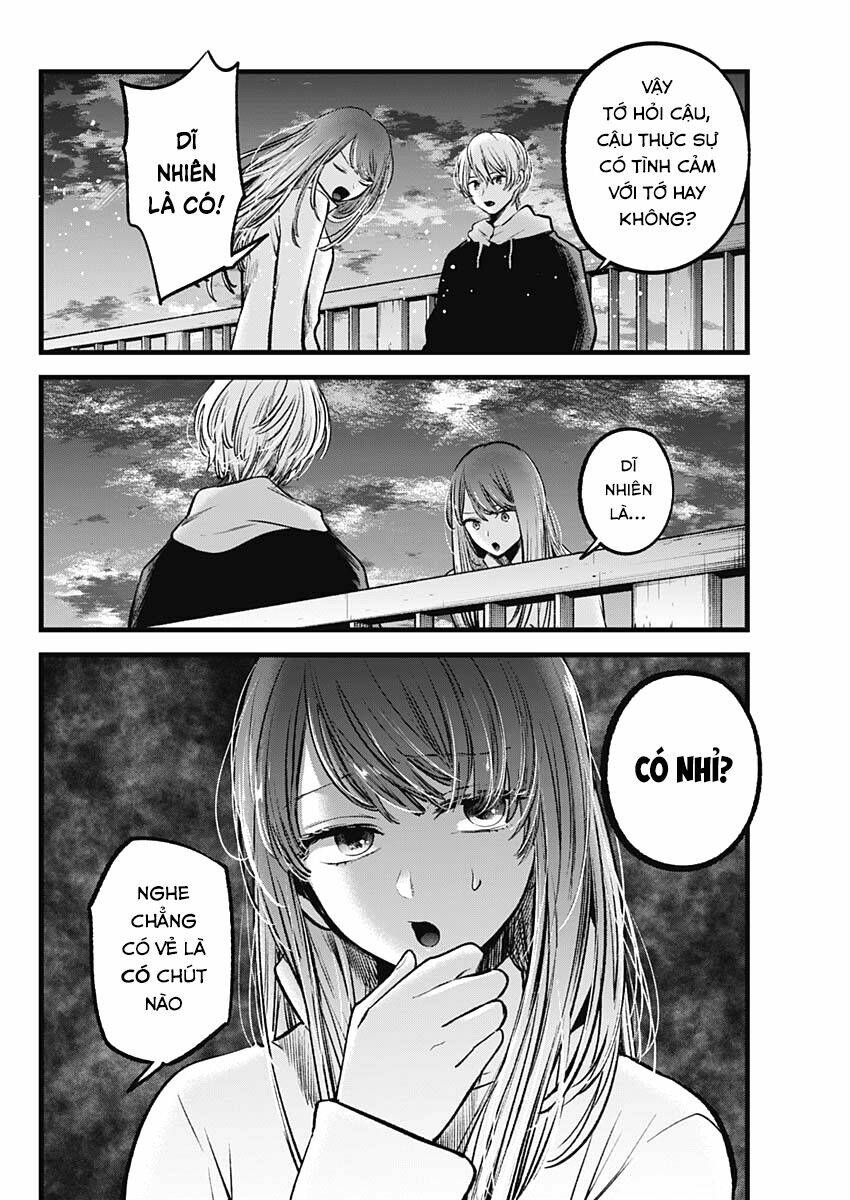 VẬY
TỚ HỎI CẬU,
CẬU THỰC SỰ
CÓ TÌNH CẢM
VỚI TỚ HAY
KHÔNG?
DĨ
NHIÊN
LÀ CÓ!
DĨ
NHIÊN
LÀ...
CÓ NHỈ?
NGHE
CHẲNG
CÓ VẺ LÀ
CÓ CHÚT
NÀO